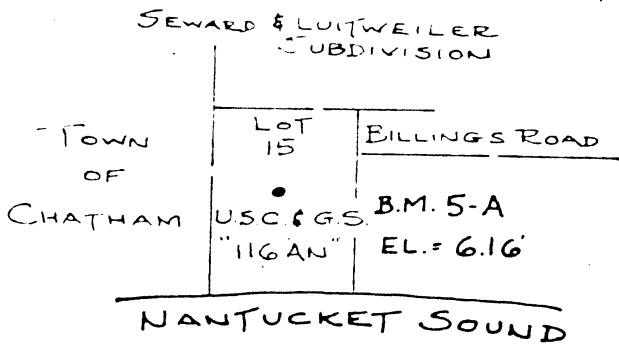 SEWARD & LUITWEILER
SUBDIVISION
TOWN
OF
CHATHAM
LOT
15
BILLINGS ROAD
U.S.C. & G.S.
"116 AN"
B.M. 5-A
EL. = 6.16'
NANTUCKET SOUND